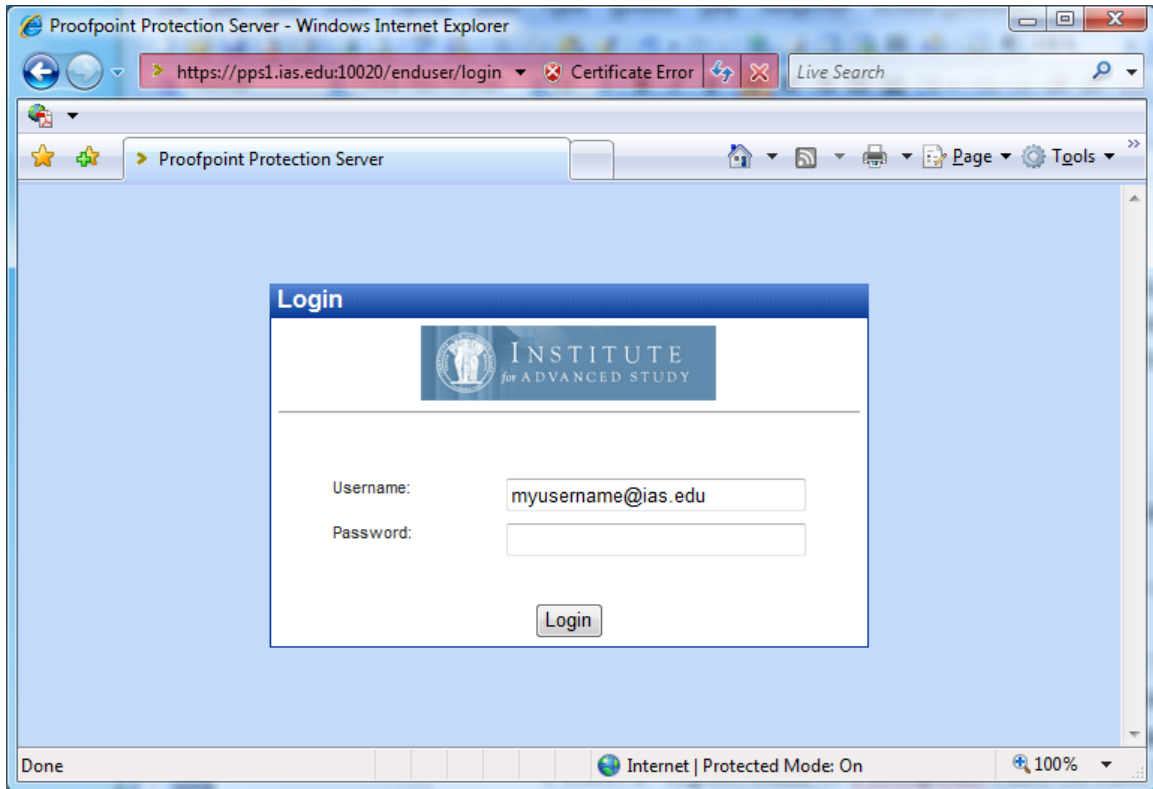 Proofpoint Protection Server - Windows Internet Explorer
https://pps1.ias.edu:10020/enduser/login Certificate Error Live Search
Proofpoint Protection Server Page Tools
Login
INSTITUTE
for ADVANCED STUDY
Username: myusername@ias.edu
Password:
Login
Done Internet | Protected Mode: On 100%